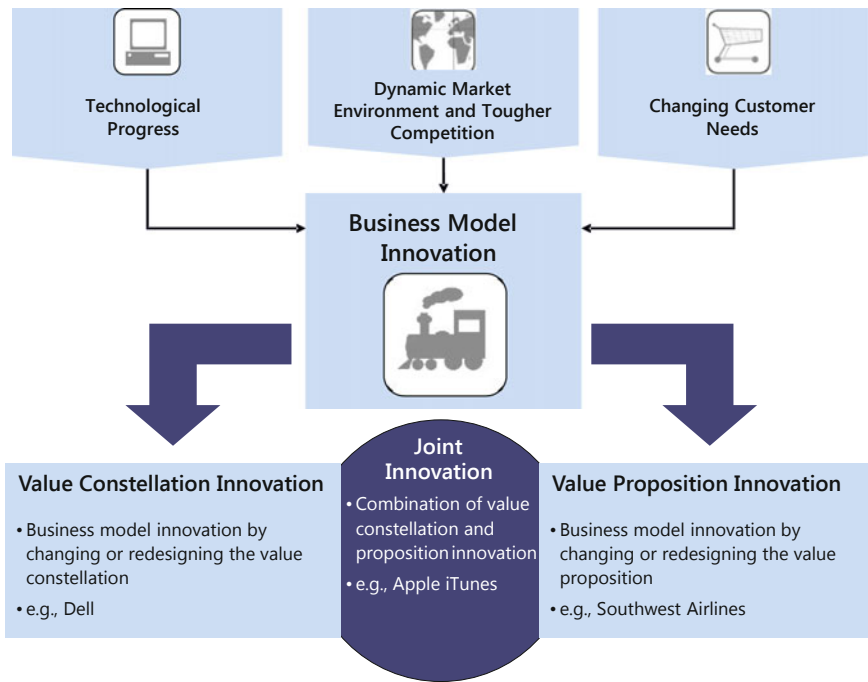 Technological
Progress
Dynamic Market
Environment and Tougher
Competition
Changing Customer
Needs
Business Model
Innovation
Joint
Innovation
• Combination of value
constellation and
proposition innovation
• e.g., Apple iTunes
Value Constellation Innovation
• Business model innovation by
changing or redesigning the value
constellation
• e.g., Dell
Value Proposition Innovation
• Business model innovation by
changing or redesigning the value
proposition
• e.g., Southwest Airlines